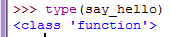 >>> type(say_hello)
<class 'function'>